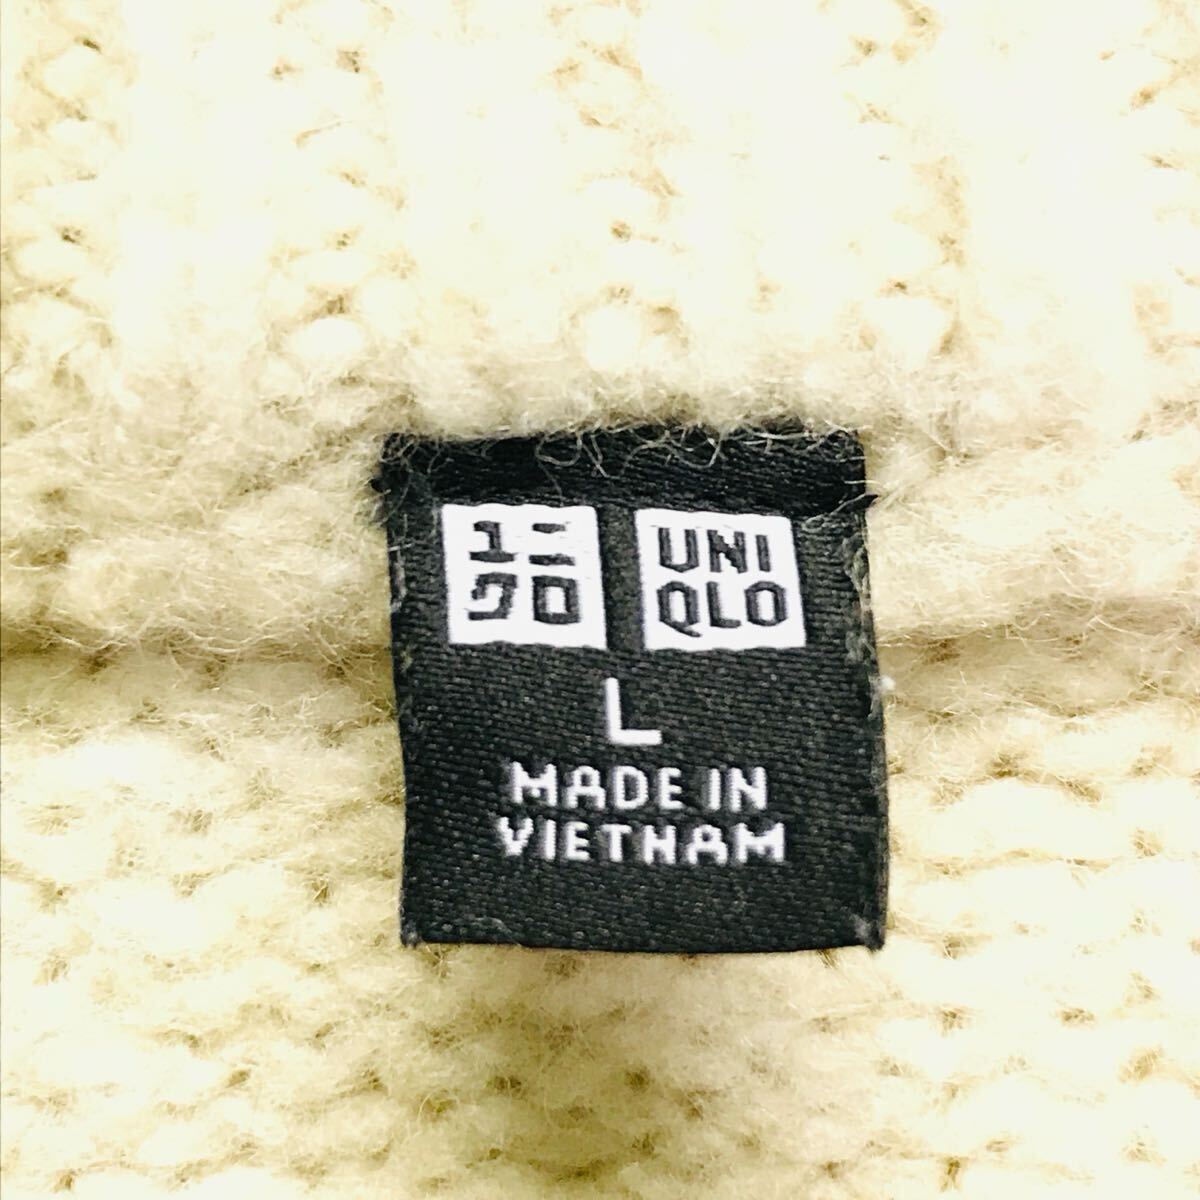 ユニ UNI
クロ QLO
L
MADE IN
VIETNAM